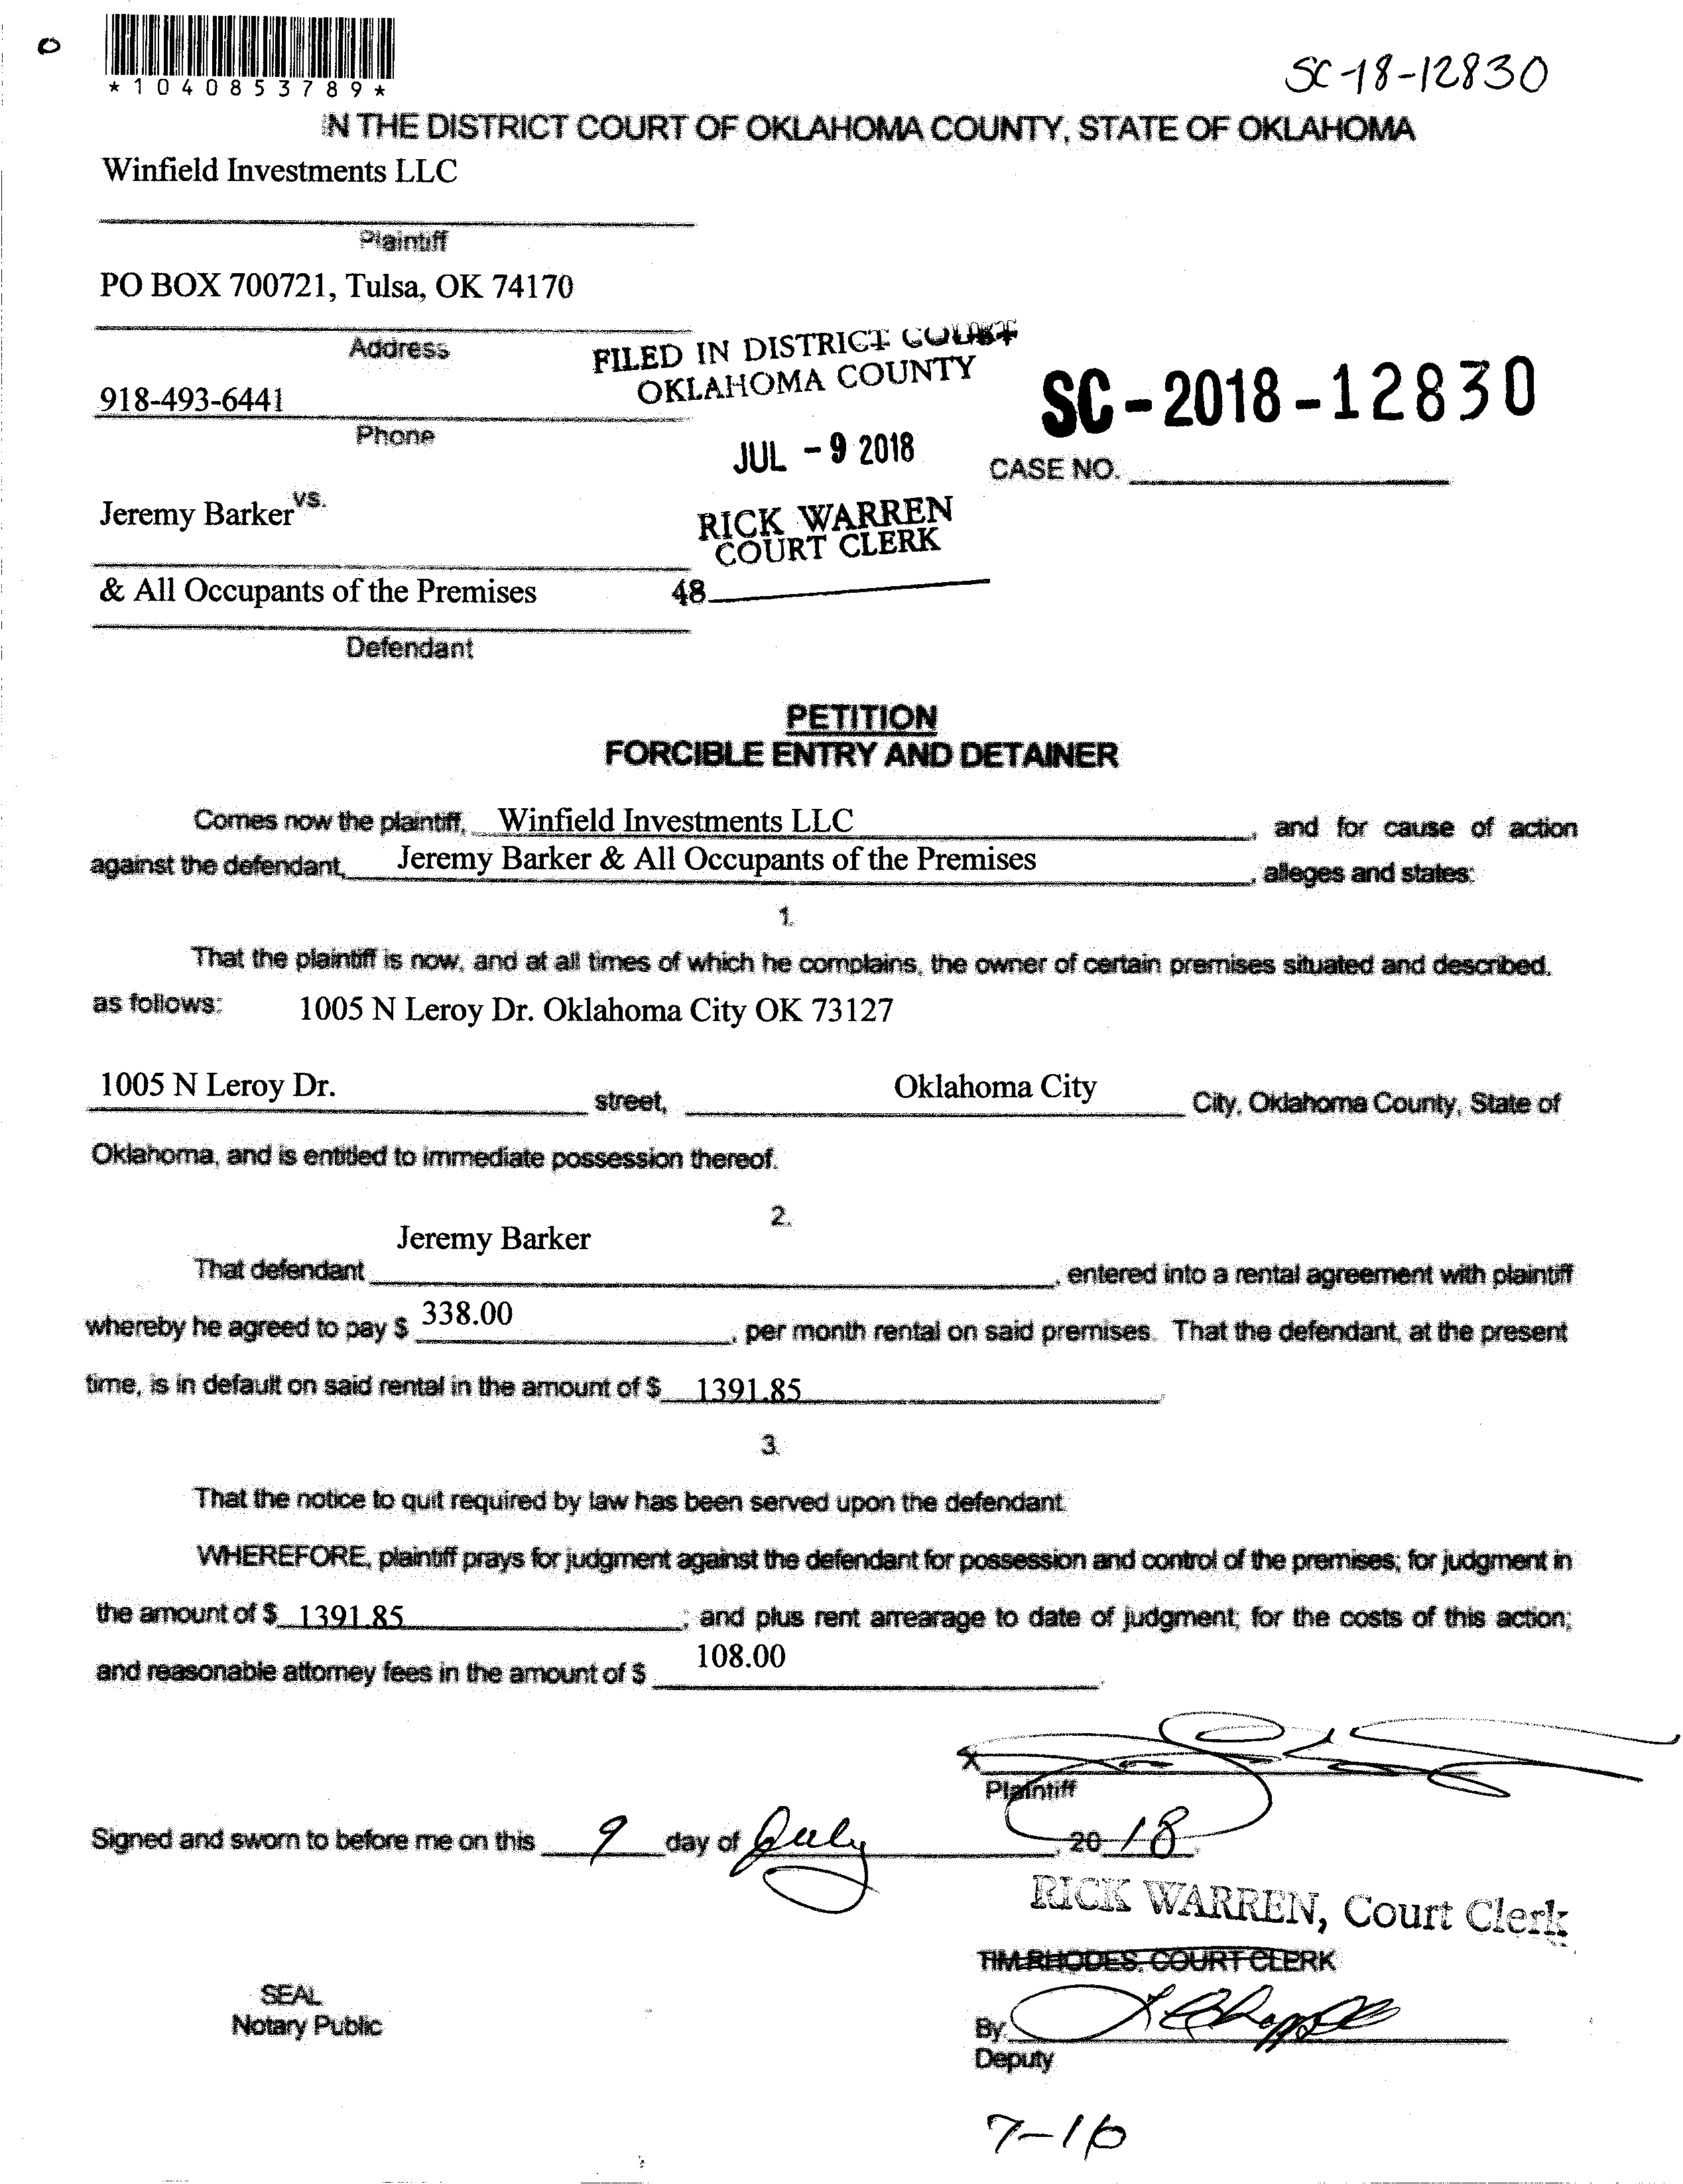 O
*1040853789*
SC-18-12830
IN THE DISTRICT COURT OF OKLAHOMA COUNTY, STATE OF OKLAHOMA
Winfield Investments LLC
Plaintiff
PO BOX 700721, Tulsa, OK 74170
Address
FILED IN DISTRICT COURT
OKLAHOMA COUNTY
SC-2018-12830
918-493-6441
Phone
JUL - 9 2018
CASE NO.
Jeremy Barker vs.
RICK WARREN
COURT CLERK
& All Occupants of the Premises
48
Defendant
PETITION
FORCIBLE ENTRY AND DETAINER
Comes now the plaintiff, Winfield Investments LLC, and for cause of action
against the defendant, Jeremy Barker & All Occupants of the Premises, alleges and states:
1.
That the plaintiff is now, and at all times of which he complains, the owner of certain premises situated and described.
as follows: 1005 N Leroy Dr. Oklahoma City OK 73127
1005 N Leroy Dr. street, Oklahoma City City, Oklahoma County, State of
Oklahoma, and is entitled to immediate possession thereof.
2.
That defendant Jeremy Barker, entered into a rental agreement with plaintiff
whereby he agreed to pay $ 338.00, per month rental on said premises. That the defendant, at the present
time, is in default on said rental in the amount of $ 1391.85.
3.
That the notice to quit required by law has been served upon the defendant.
WHEREFORE, plaintiff prays for judgment against the defendant for possession and control of the premises; for judgment in
the amount of $ 1391.85; and plus rent arrearage to date of judgment; for the costs of this action;
and reasonable attorney fees in the amount of $ 108.00.
X
Plaintiff
Signed and sworn to before me on this 9 day of July, 2018.
RICK WARREN, Court Clerk
TIM RHODES, COURT CLERK
SEAL
Notary Public
By
Deputy
7-16